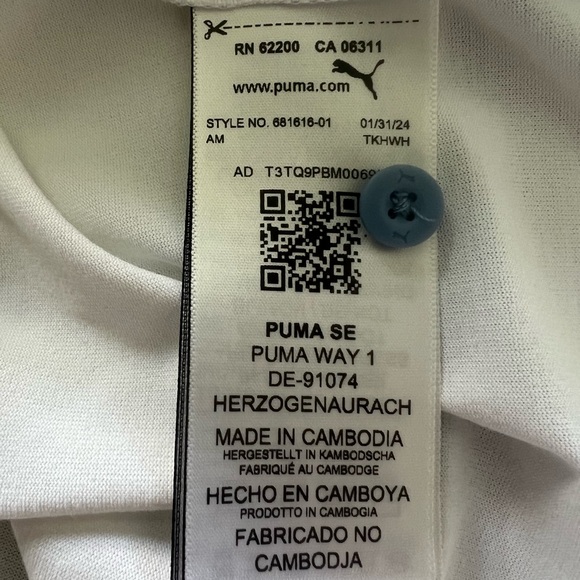 RN 62200 CA 06311
www.puma.com
STYLE NO. 681616-01 01/31/24
AM TKHWH
AD
PUMA SE
PUMA WAY 1
DE-91074
HERZOGENAURACH
MADE IN CAMBODIA
HERGESTELLT IN KAMBODSCHA
FABRIQUÉ AU CAMBODGE
HECHO EN CAMBOYA
PRODOTTO IN CAMBOGIA
FABRICADO NO
CAMBODJA